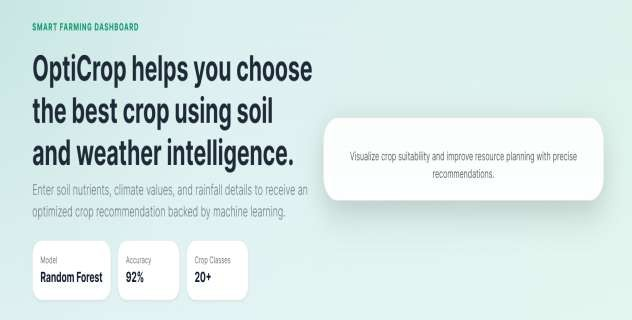 SMART FARMING DASHBOARD
OptiCrop helps you choose
the best crop using soil
and weather intelligence.
Enter soil nutrients, climate values, and rainfall details to receive an
optimized crop recommendation backed by machine learning.
Model
Random Forest
Accuracy
92%
Crop Classes
20+
Visualize crop suitability and improve resource planning with precise
recommendations.